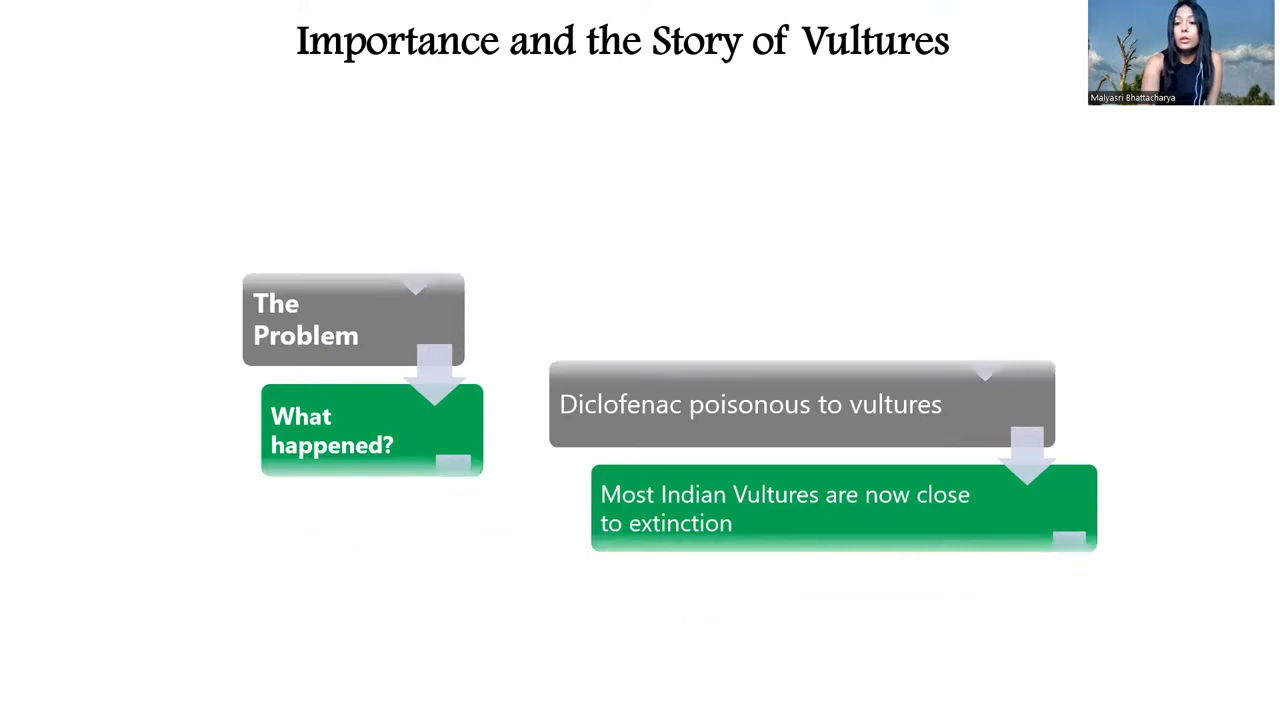 Importance and the Story of Vultures
Malyasri Bhattacharya
The
Problem
What
happened?
Diclofenac poisonous to vultures
Most Indian Vultures are now close
to extinction